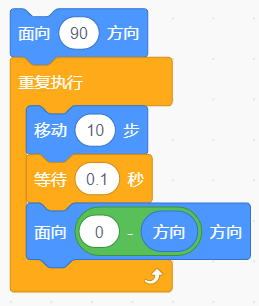 面向 90 方向
重复执行
移动 10 步
等待 0.1 秒
面向 0 - 方向 方向